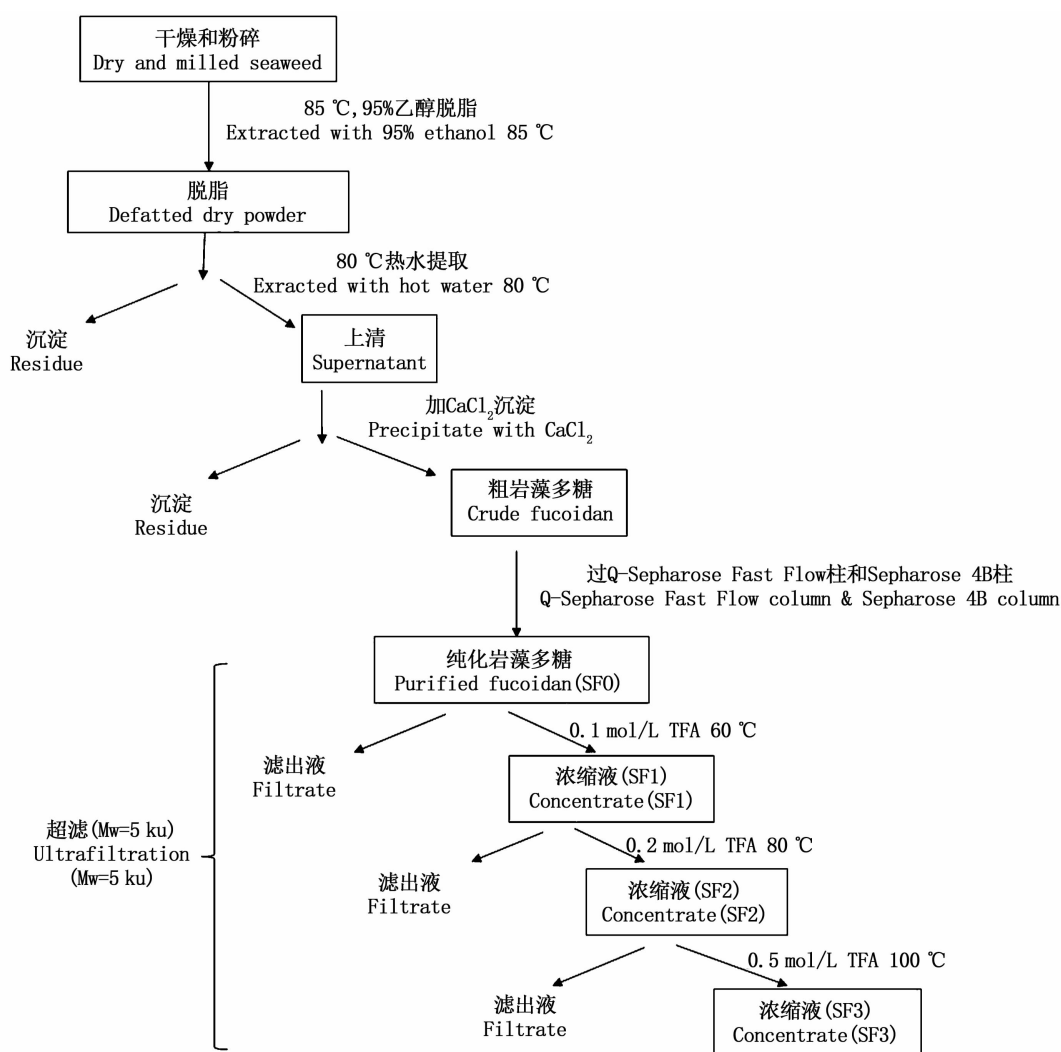 干燥和粉碎
Dry and milled seaweed
85 ℃,95%乙醇脱脂
Extracted with 95% ethanol 85 ℃
脱脂
Defatted dry powder
80 ℃热水提取
Exracted with hot water 80 ℃
沉淀
Residue
上清
Supernatant
加CaCl₂沉淀
Precipitate with CaCl₂
沉淀
Residue
粗岩藻多糖
Crude fucoidan
过Q-Sepharose Fast Flow柱和Sepharose 4B柱
Q-Sepharose Fast Flow column & Sepharose 4B column
纯化岩藻多糖
Purified fucoidan(SF0)
0.1 mol/L TFA 60 ℃
滤出液
Filtrate
浓缩液(SF1)
Concentrate(SF1)
超滤(Mw=5 ku)
Ultrafiltration
(Mw=5 ku)
0.2 mol/L TFA 80 ℃
滤出液
Filtrate
浓缩液(SF2)
Concentrate(SF2)
0.5 mol/L TFA 100 ℃
滤出液
Filtrate
浓缩液(SF3)
Concentrate(SF3)